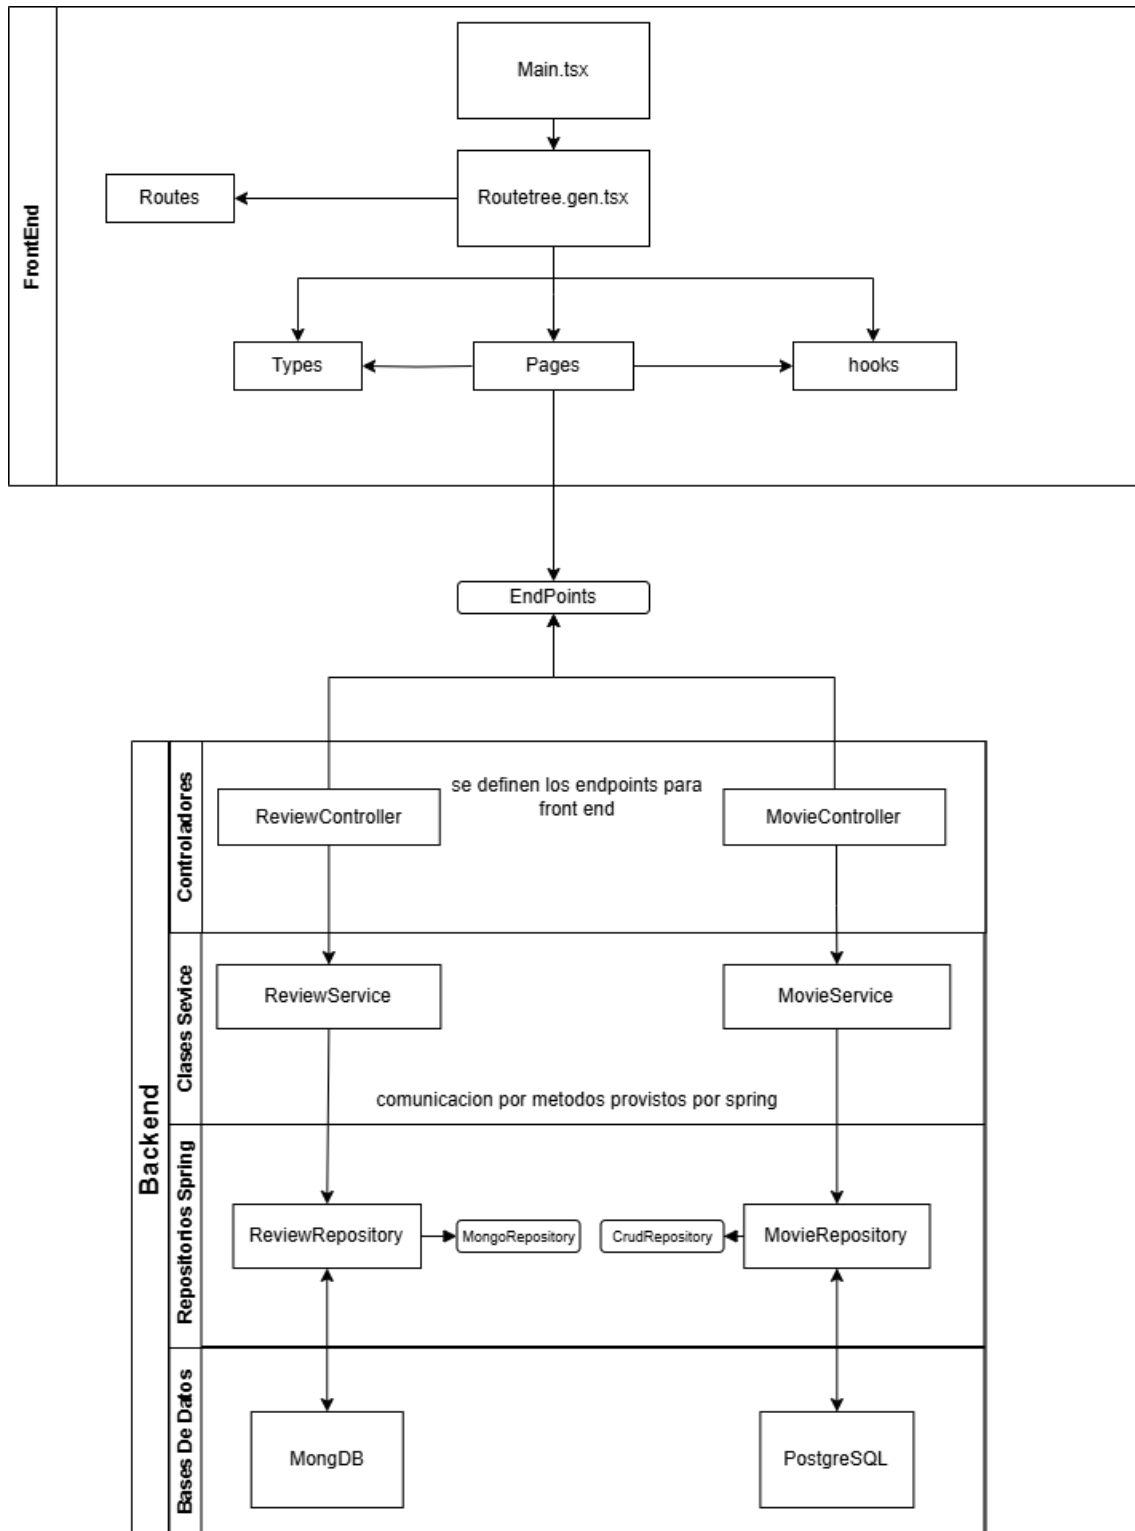 FrontEnd
Main.tsx
Routes
Routetree.gen.tsx
Types
Pages
hooks
EndPoints
Backend
Controladores
se definen los endpoints para
front end
ReviewController
MovieController
Clases Sevice
ReviewService
MovieService
comunicacion por metodos provistos por spring
Repositorios Spring
ReviewRepository
MongoRepository
CrudRepository
MovieRepository
Bases De Datos
MongDB
PostgreSQL